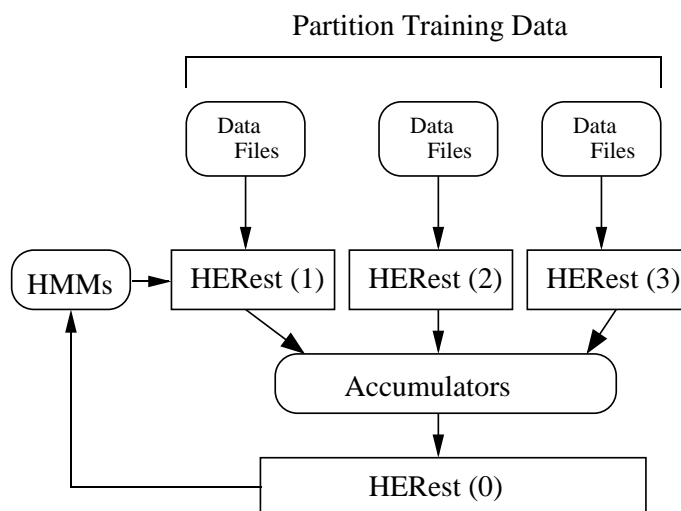 Partition Training Data
Data
Files
Data
Files
Data
Files
HMMs
HERest (1)
HERest (2)
HERest (3)
Accumulators
HERest (0)